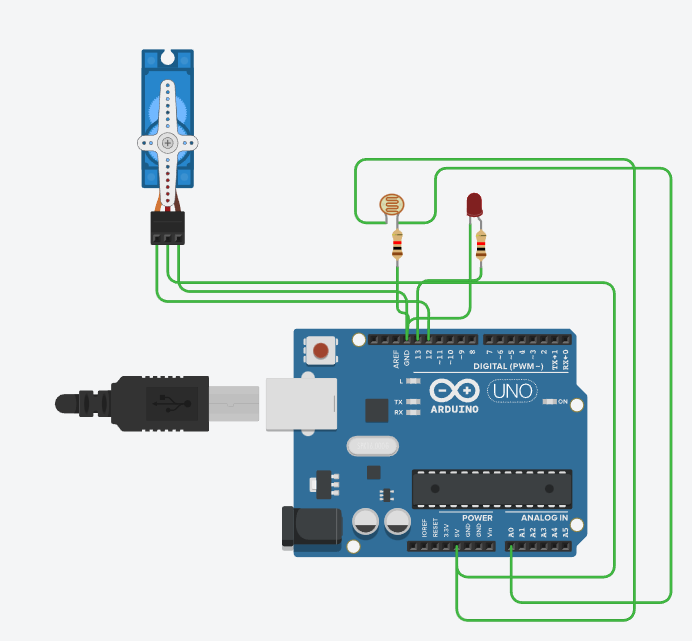 AREF
GND
13
12
~11
~10
~9
8
7
~6
~5
4
~3
2
TX→1
RX←0
DIGITAL (PWM~)
L
TX
RX
ARDUINO
UNO
ON
POWER
ANALOG IN
IOREF
RESET
3.3V
5V
GND
GND
Vin
A0
A1
A2
A3
A4
A5